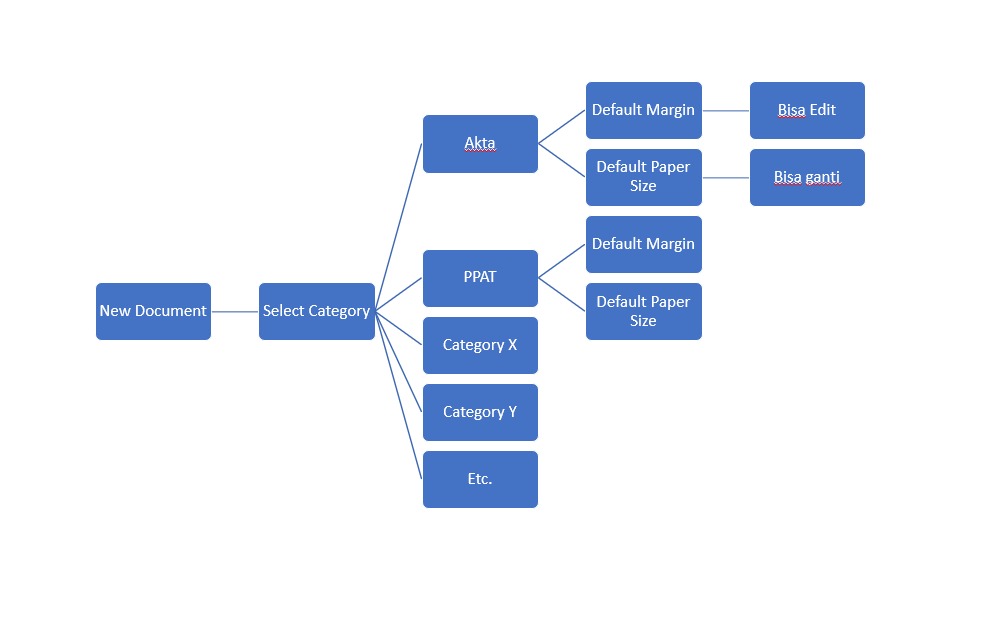 New Document
Select Category
Akta
Default Margin
Bisa Edit
Default Paper
Size
Bisa ganti
PPAT
Default Margin
Default Paper
Size
Category X
Category Y
Etc.